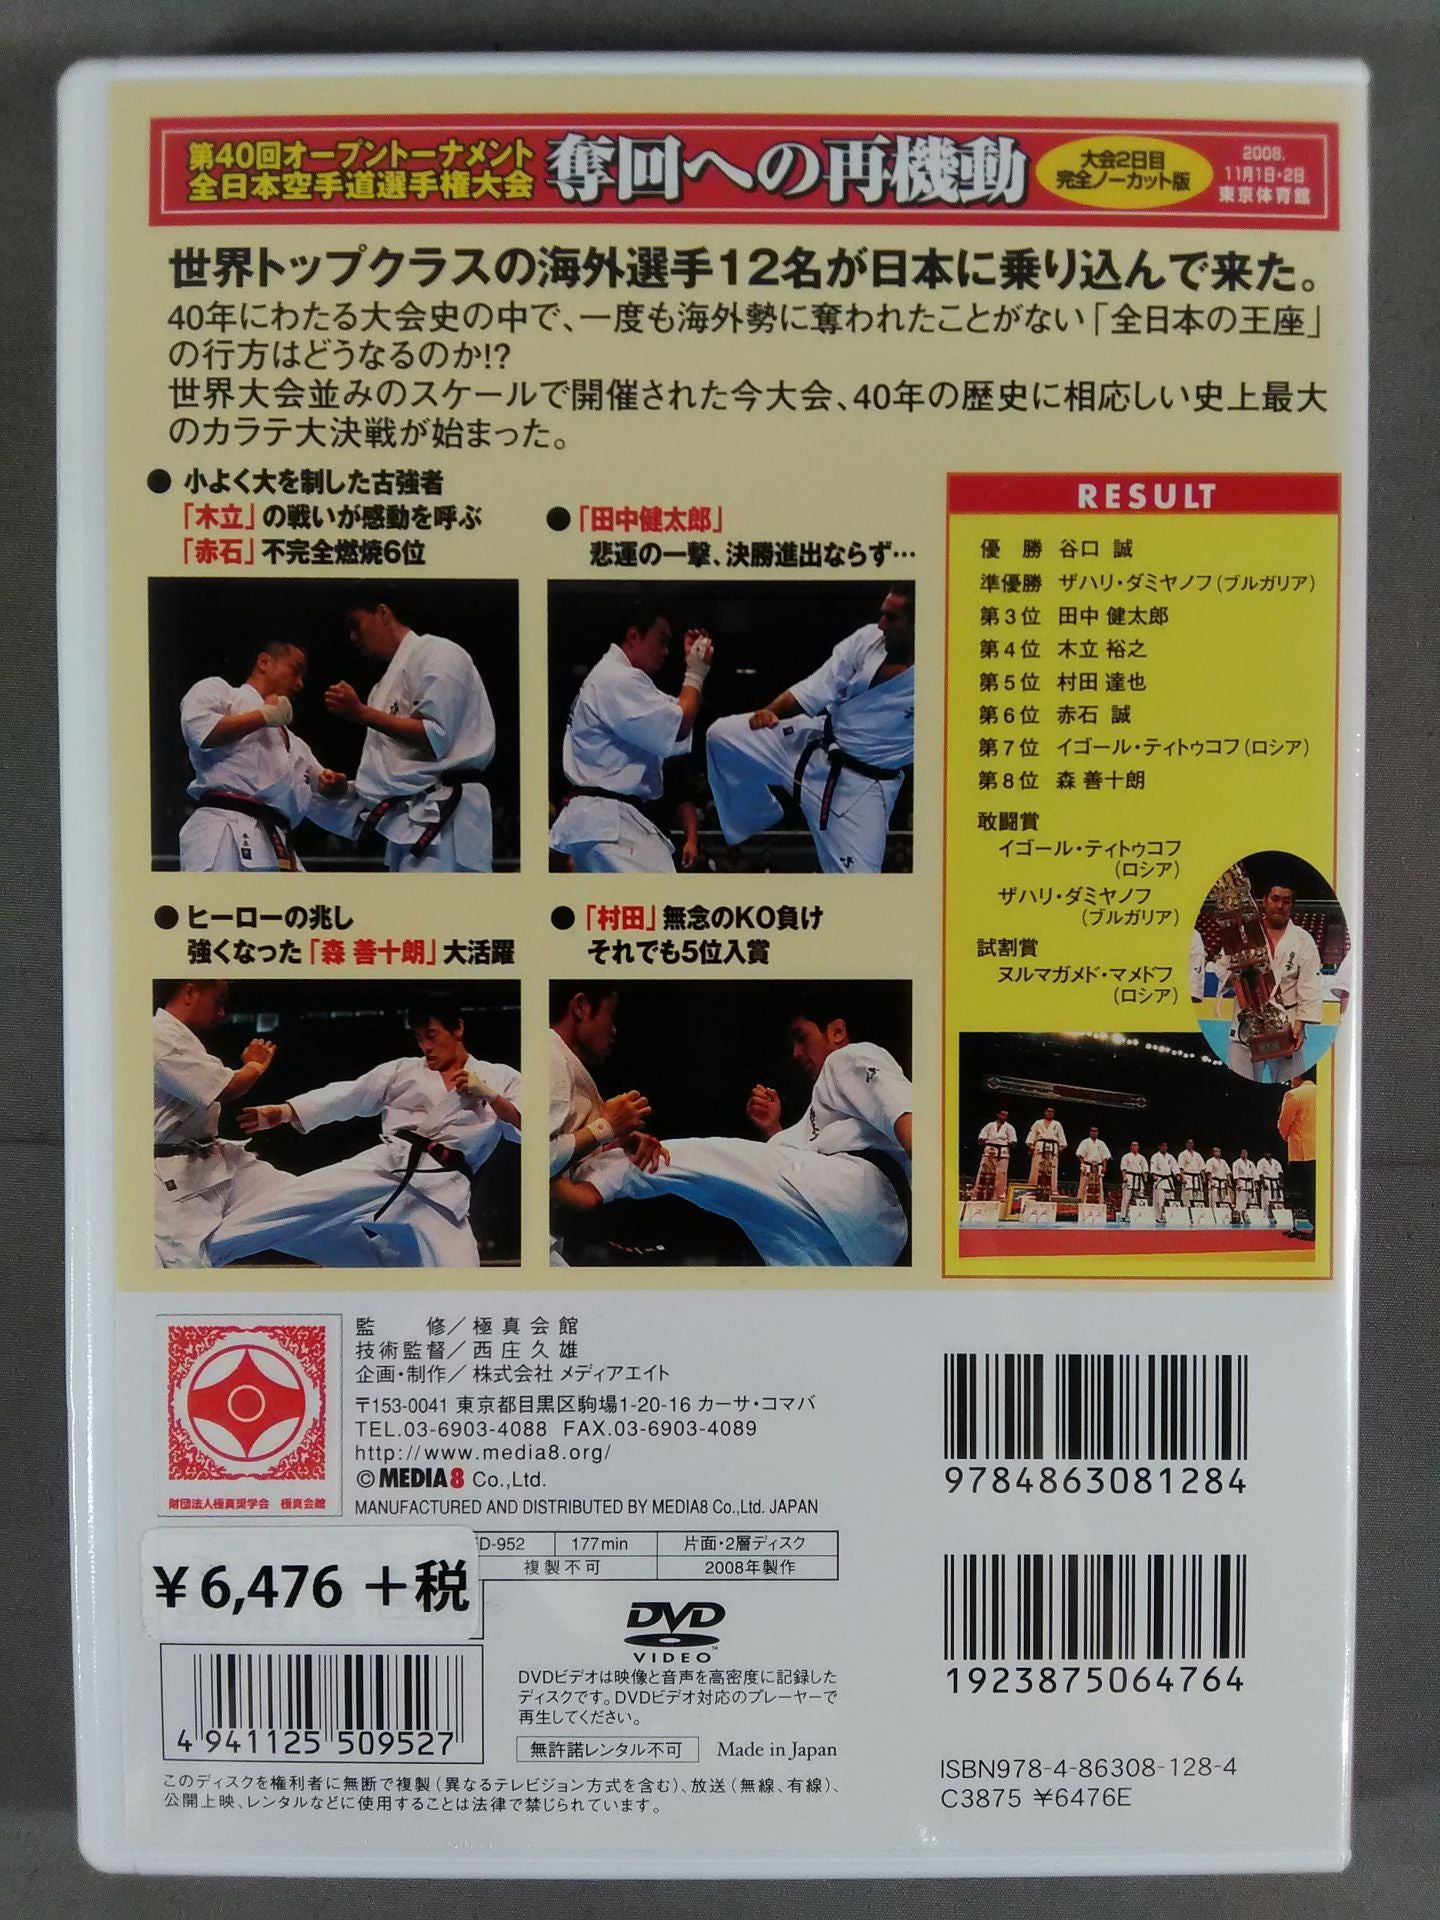 第40回オープントーナメント
全日本空手道選手権大会
奪回への再機動
大会2日目
完全ノーカット版
2008.
11月1日・2日
東京体育館
世界トップクラスの海外選手12名が日本に乗り込んで来た。
40年にわたる大会史の中で、一度も海外勢に奪われたことがない「全日本の王座」
の行方はどうなるのか!?
世界大会並みのスケールで開催された今大会、40年の歴史に相応しい史上最大
のカラテ大決戦が始まった。
● 小よく大を制した古強者
「木立」の戦いが感動を呼ぶ
「赤石」不完全燃焼6位
●「田中健太郎」
悲運の一撃、決勝進出ならず…
● ヒーローの兆し
強くなった「森 善十朗」大活躍
●「村田」無念のKO負け
それでも5位入賞
RESULT
優　勝 谷口 誠
準優勝 ザハリ・ダミヤノフ(ブルガリア)
第3位 田中 健太郎
第4位 木立 裕之
第5位 村田 達也
第6位 赤石 誠
第7位 イゴール・ティトゥコフ(ロシア)
第8位 森 善十朗
敢闘賞
イゴール・ティトゥコフ
(ロシア)
ザハリ・ダミヤノフ
(ブルガリア)
試割賞
ヌルマガメド・マメドフ
(ロシア)
財団法人極真奨学会　極真会館
監　　修／極真会館
技術監督／西庄久雄
企画・制作／株式会社 メディアエイト
〒153-0041 東京都目黒区駒場1-20-16 カーサ・コマバ
TEL.03-6903-4088 FAX.03-6903-4089
http://www.media8.org/
© MEDIA8 Co.,Ltd.
MANUFACTURED AND DISTRIBUTED BY MEDIA8 Co.,Ltd. JAPAN
D-952 177min 片面・2層ディスク
複製不可 2008年製作
¥6,476 +税
DVD
VIDEO
™
DVDビデオは映像と音声を高密度に記録した
ディスクです。DVDビデオ対応のプレーヤーで
再生してください。
無許諾レンタル不可 Made in Japan
4 941125 509527
このディスクを権利者に無断で複製(異なるテレビジョン方式を含む)、放送(無線、有線)、
公開上映、レンタルなどに使用することは法律で禁じられています。
9784863081284
1923875064764
ISBN978-4-86308-128-4
C3875 ¥6476E